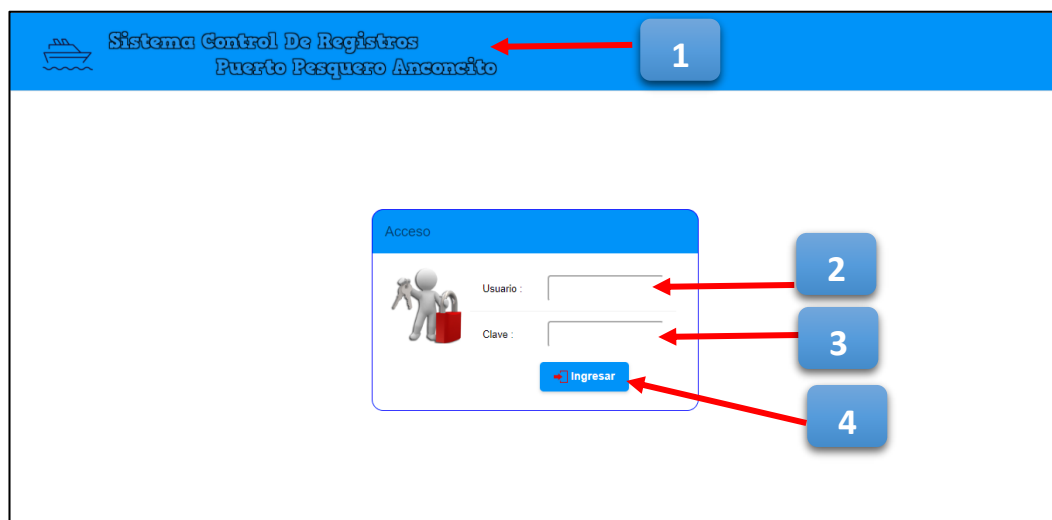 Sistema Control De Registros
Puerto Pesquero Anconcito
1
Acceso
Usuario :
2
Clave :
3
Ingresar
4